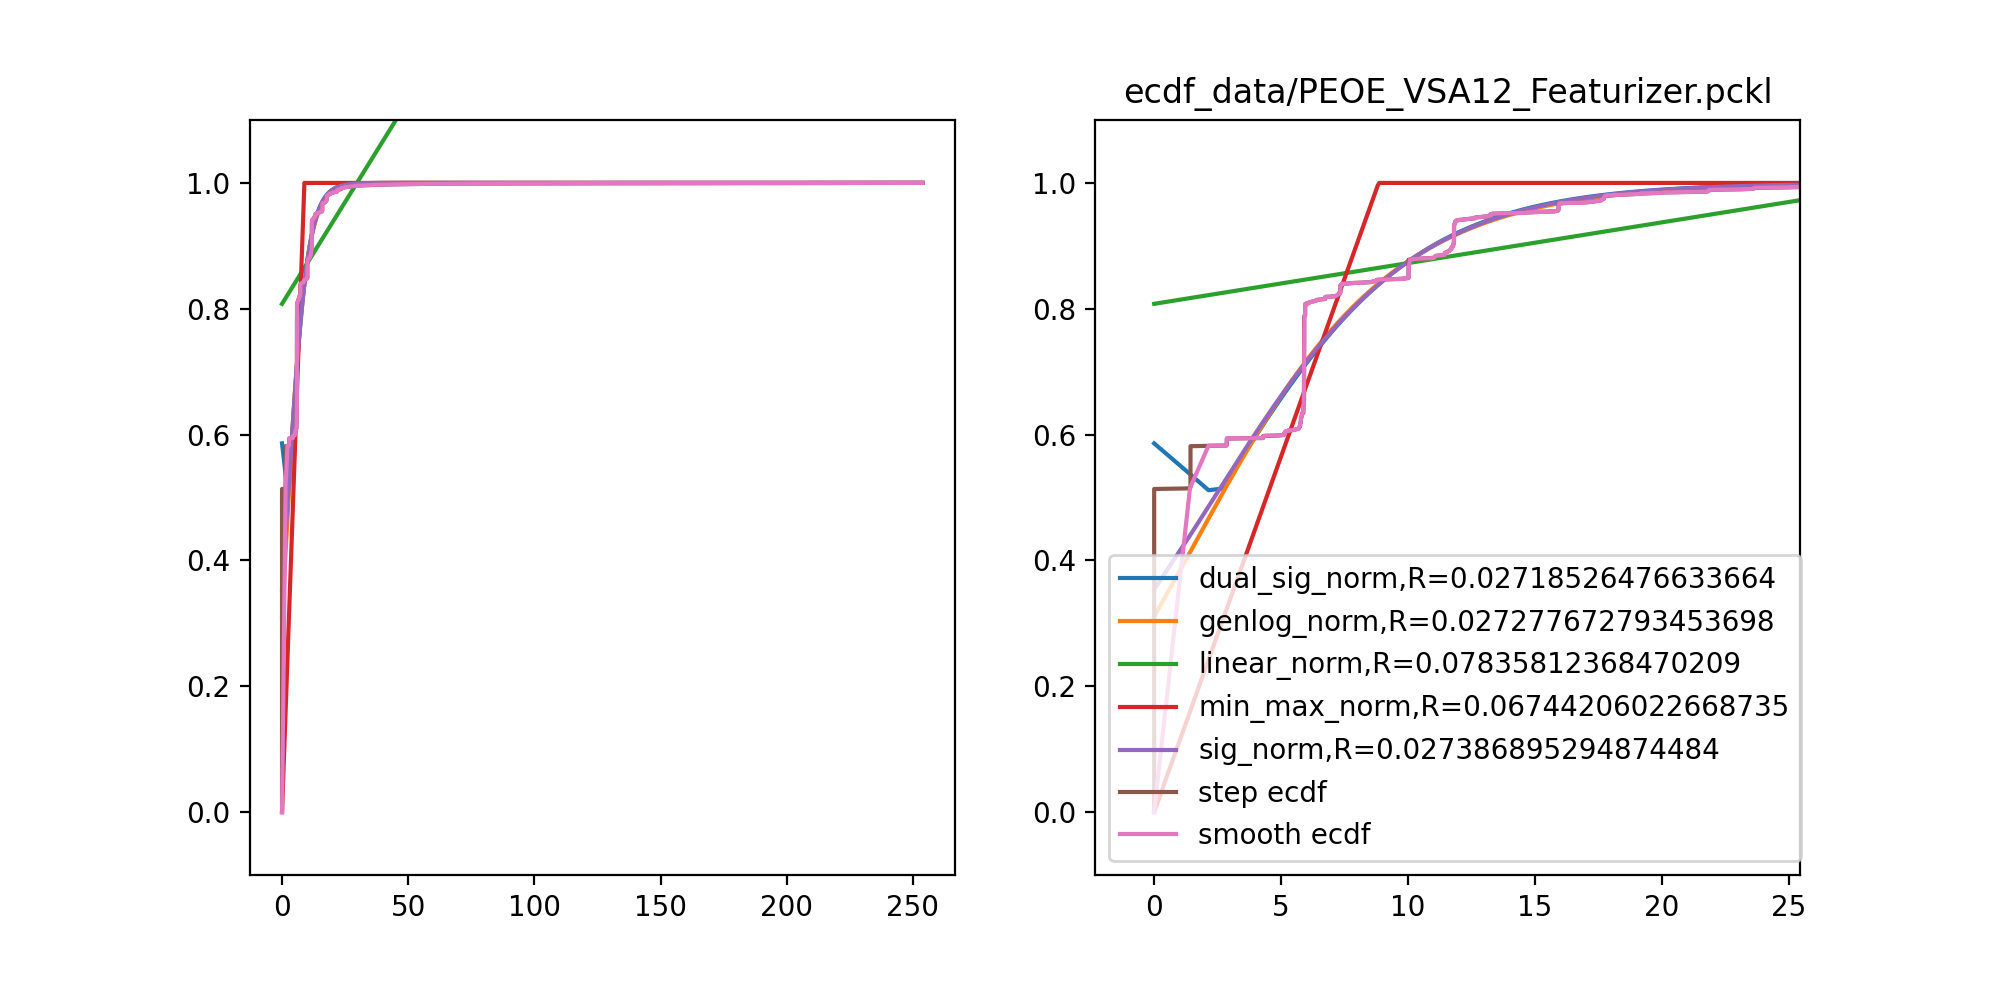 ecdf_data/PEOE_VSA12_Featurizer.pckl
1.0
0.8
0.6
0.4
0.2
0.0
0 50 100 150 200 250
1.0
0.8
0.6
0.4
0.2
0.0
0 5 10 15 20 25
dual_sig_norm,R=0.02718526476633664
genlog_norm,R=0.027277672793453698
linear_norm,R=0.07835812368470209
min_max_norm,R=0.06744206022668735
sig_norm,R=0.027386895294874484
step ecdf
smooth ecdf